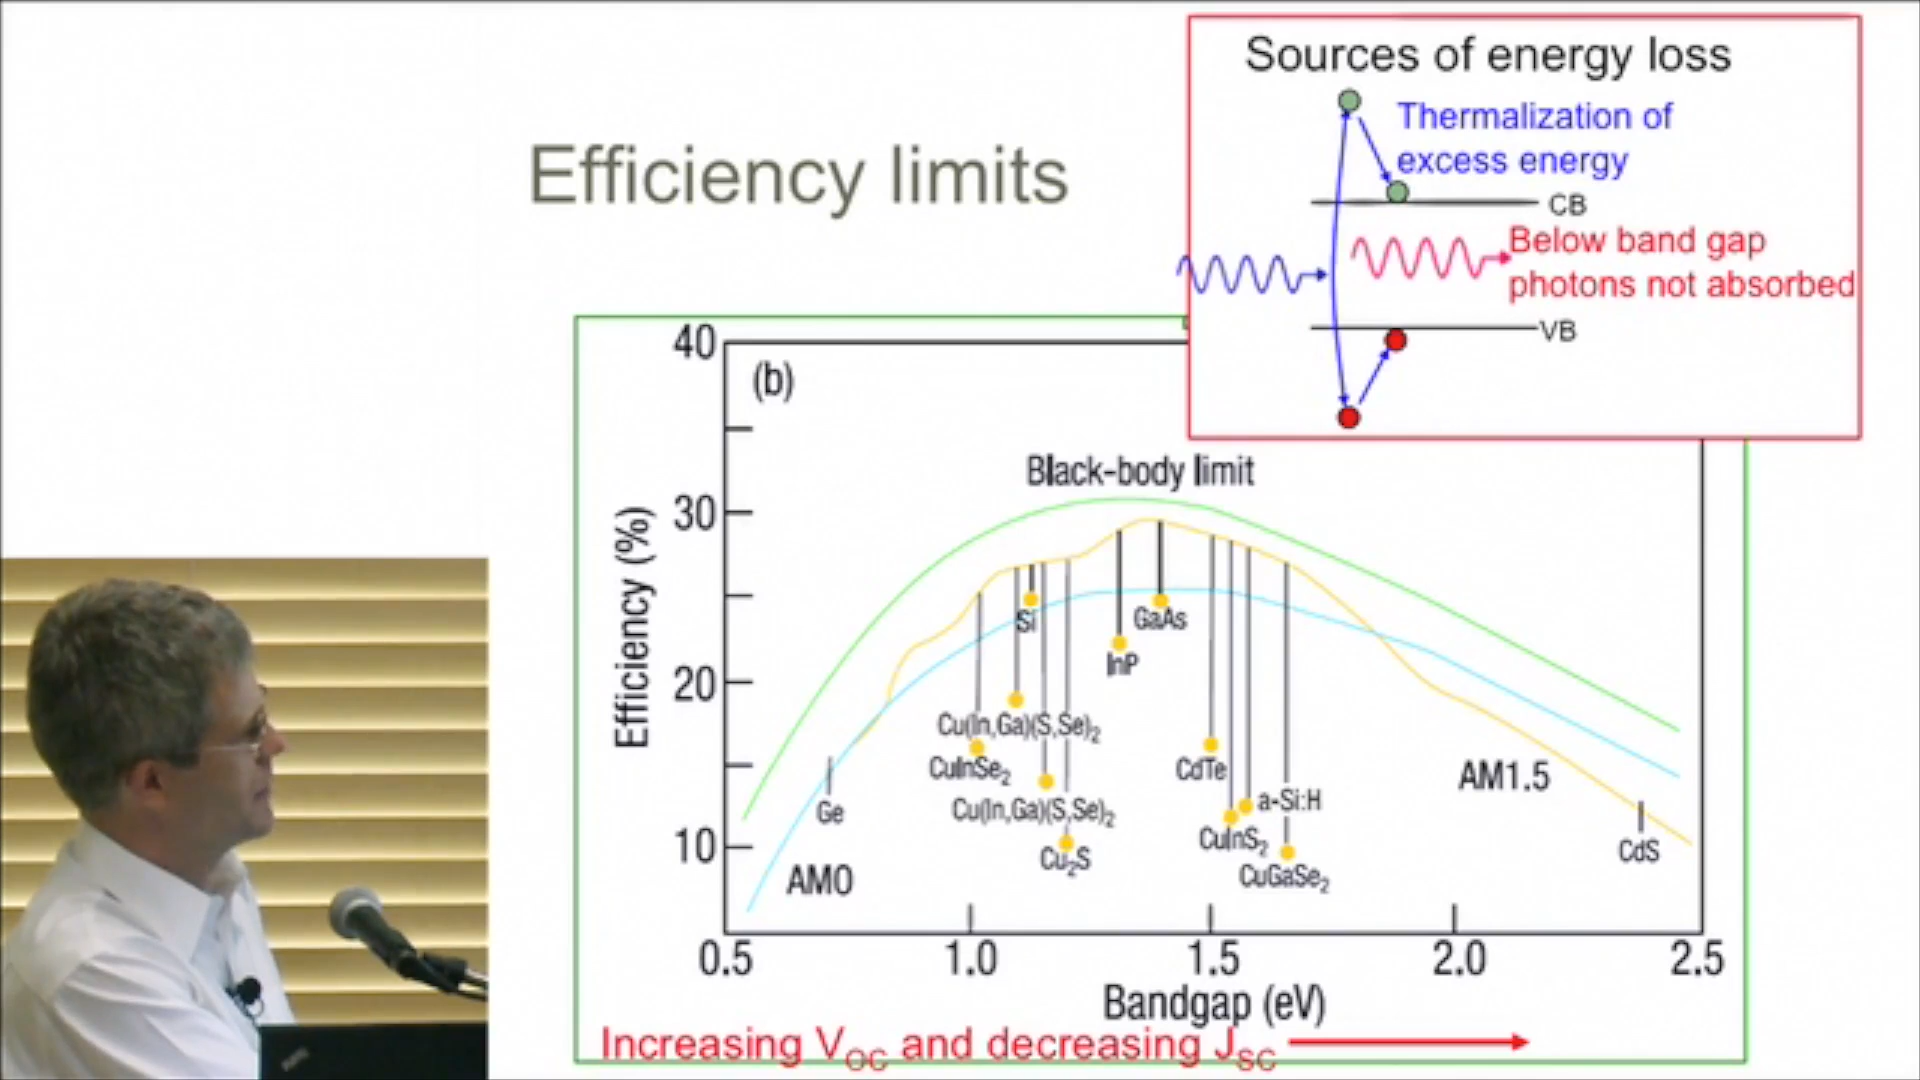 Sources of energy loss
Thermalization of
excess energy
CB
Below band gap
photons not absorbed
VB
Efficiency limits
40
(b)
Black-body limit
30
Efficiency (%)
Si
GaAs
InP
20
Cu(In,Ga)(S,Se)₂
CuInSe₂
CdTe
AM1.5
Ge
Cu(In,Ga)(S,Se)₂
a-Si:H
10
CuInS₂
CdS
Cu₂S
AM0
CuGaSe₂
0.5 1.0 1.5 2.0 2.5
Bandgap (eV)
Increasing V_OC and decreasing J_SC